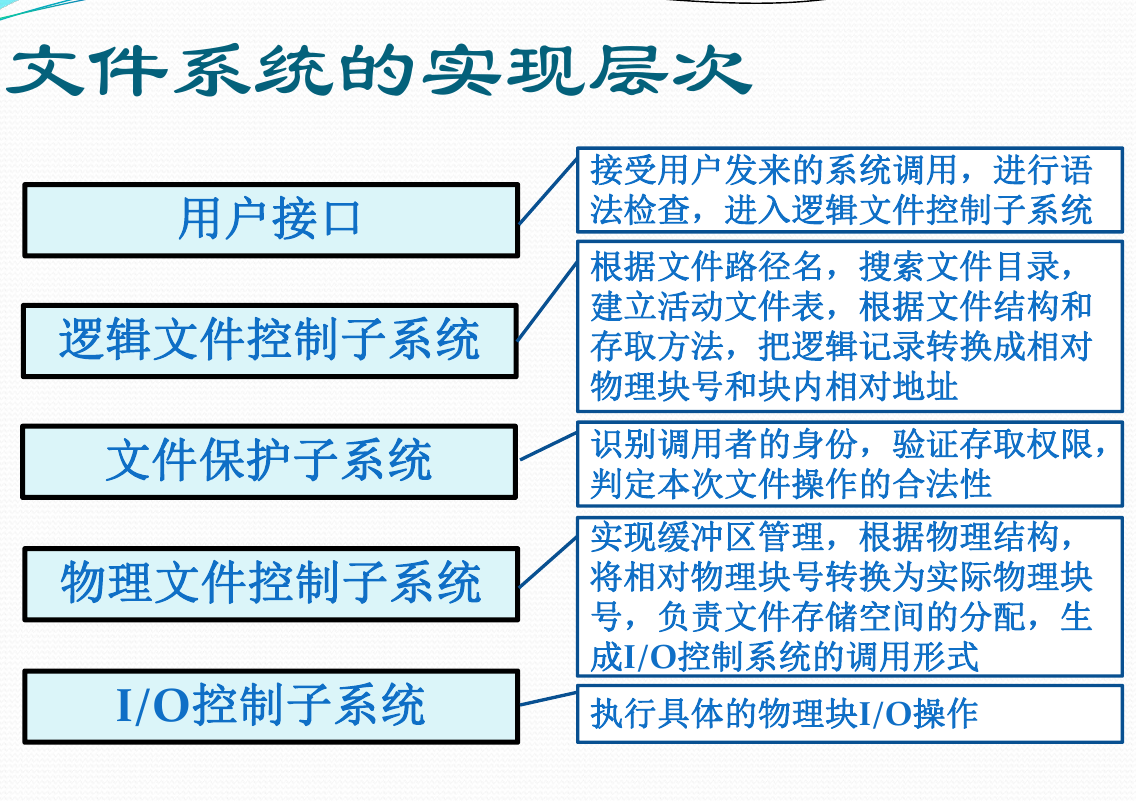 文件系统的实现层次
用户接口
接受用户发来的系统调用，进行语
法检查，进入逻辑文件控制子系统
逻辑文件控制子系统
根据文件路径名，搜索文件目录，
建立活动文件表，根据文件结构和
存取方法，把逻辑记录转换成相对
物理块号和块内相对地址
文件保护子系统
识别调用者的身份，验证存取权限，
判定本次文件操作的合法性
物理文件控制子系统
实现缓冲区管理，根据物理结构，
将相对物理块号转换为实际物理块
号，负责文件存储空间的分配，生
成I/O控制系统的调用形式
I/O控制子系统
执行具体的物理块I/O操作